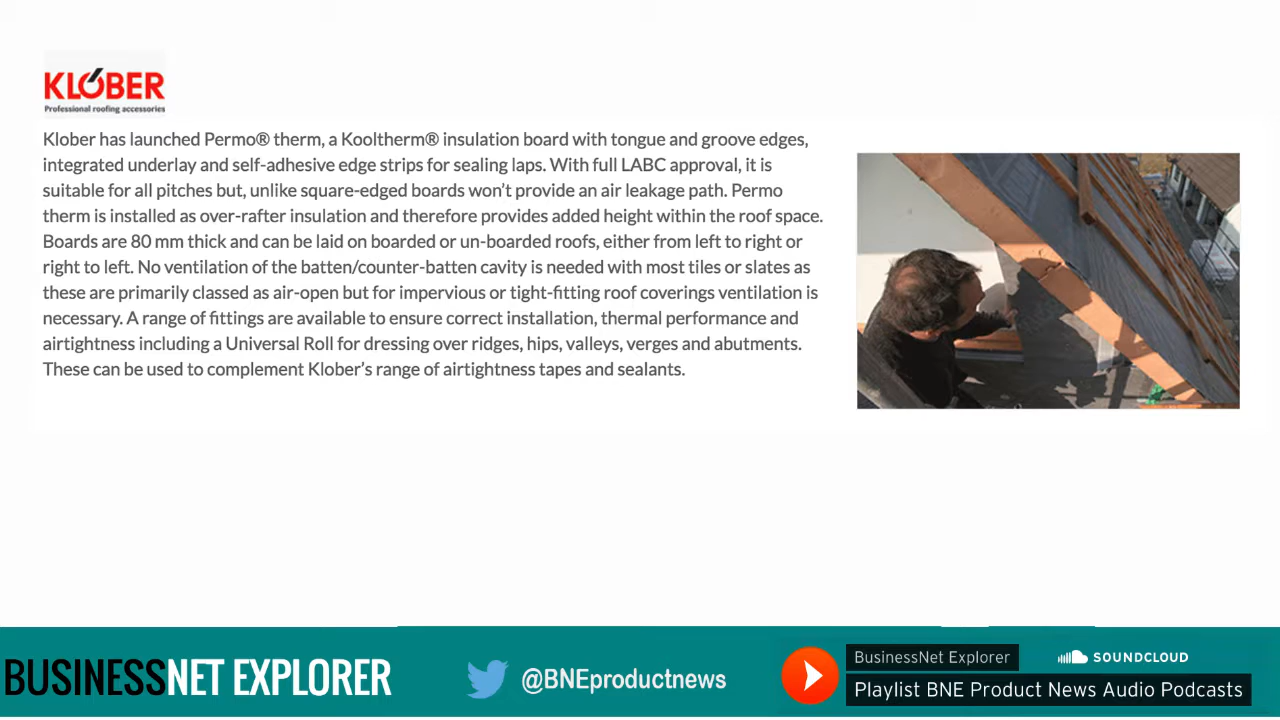 KLÖBER
Professional roofing accessories
Klober has launched Permo® therm, a Kooltherm® insulation board with tongue and groove edges,
integrated underlay and self-adhesive edge strips for sealing laps. With full LABC approval, it is
suitable for all pitches but, unlike square-edged boards won’t provide an air leakage path. Permo
therm is installed as over-rafter insulation and therefore provides added height within the roof space.
Boards are 80 mm thick and can be laid on boarded or un-boarded roofs, either from left to right or
right to left. No ventilation of the batten/counter-batten cavity is needed with most tiles or slates as
these are primarily classed as air-open but for impervious or tight-fitting roof coverings ventilation is
necessary. A range of fittings are available to ensure correct installation, thermal performance and
airtightness including a Universal Roll for dressing over ridges, hips, valleys, verges and abutments.
These can be used to complement Klober’s range of airtightness tapes and sealants.
BUSINESSNET EXPLORER
@BNEproductnews
BusinessNet Explorer
SOUNDCLOUD
Playlist BNE Product News Audio Podcasts